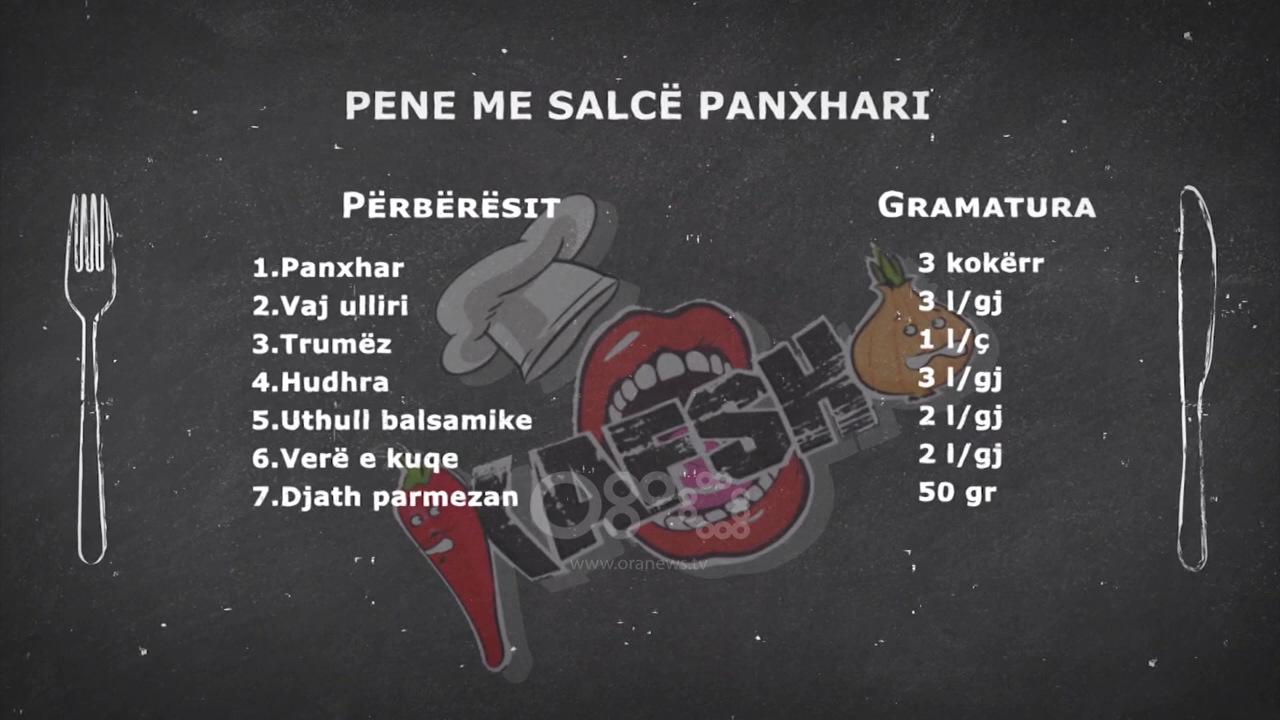 PENE ME SALCË PANXHARI
PËRBËRËSIT GRAMATURA
1.Panxhar 3 kokërr
2.Vaj ulliri 3 l/gj
3.Trumëz 1 l/ç
4.Hudhra 3 l/gj
5.Uthull balsamike 2 l/gj
6.Verë e kuqe 2 l/gj
7.Djath parmezan 50 gr
KAFSH
www.oranews.tv